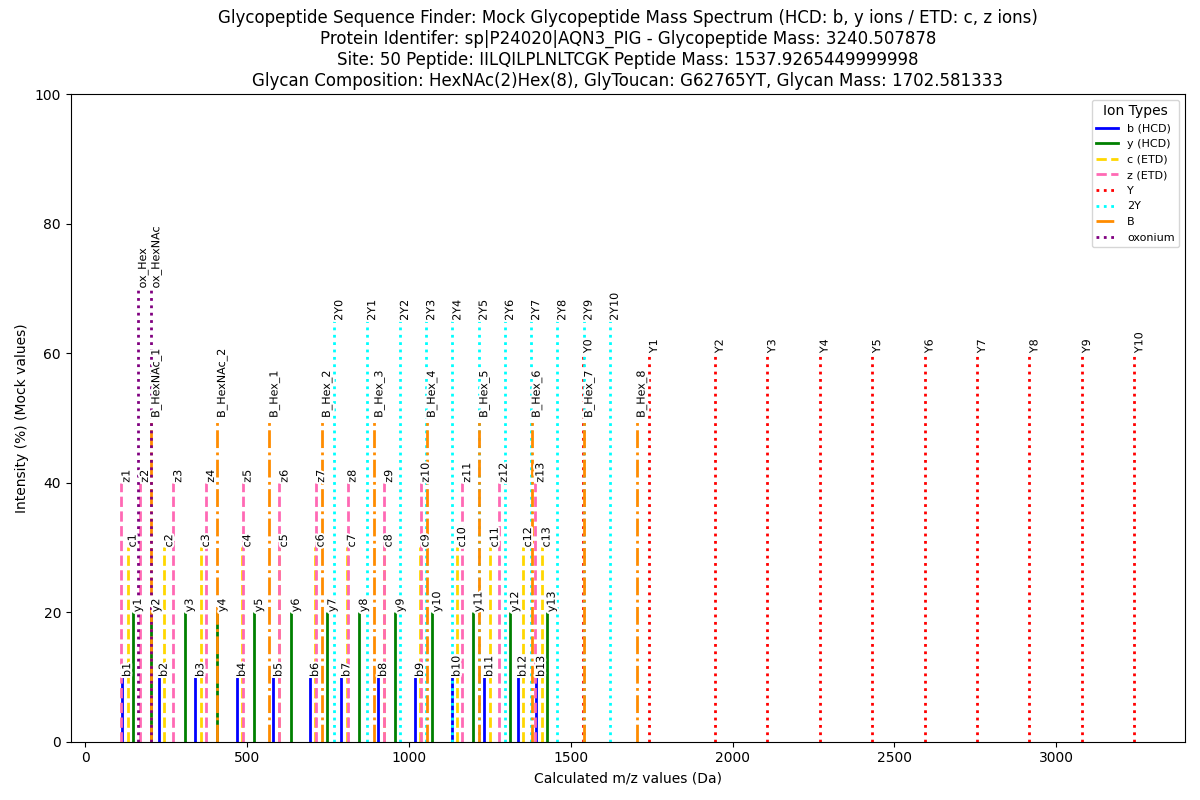 Glycopeptide Sequence Finder: Mock Glycopeptide Mass Spectrum (HCD: b, y ions / ETD: c, z ions)
Protein Identifer: sp|P24020|AQN3_PIG - Glycopeptide Mass: 3240.507878
Site: 50 Peptide: IILQILPLNLTCGK Peptide Mass: 1537.9265449999998
Glycan Composition: HexNAc(2)Hex(8), GlyToucan: G62765YT, Glycan Mass: 1702.581333
Ion Types
b (HCD)
y (HCD)
c (ETD)
z (ETD)
Y
2Y
B
oxonium
Intensity (%) (Mock values)
100
80
60
40
20
0
ox_Hex ox_HexNAc
2Y0 2Y1 2Y2 2Y3 2Y4 2Y5 2Y6 2Y7 2Y8 2Y9 2Y10
Y0 Y1 Y2 Y3 Y4 Y5 Y6 Y7 Y8 Y9 Y10
B_HexNAc_1 B_HexNAc_2 B_Hex_1 B_Hex_2 B_Hex_3 B_Hex_4 B_Hex_5 B_Hex_6 B_Hex_7 B_Hex_8
z1 z2 z3 z4 z5 z6 z7 z8 z9 z10 z11 z12 z13
c1 c2 c3 c4 c5 c6 c7 c8 c9 c10 c11 c12 c13
y1 y2 y3 y4 y5 y6 y7 y8 y9 y10 y11 y12 y13
b1 b2 b3 b4 b5 b6 b7 b8 b9 b10 b11 b12 b13
0 500 1000 1500 2000 2500 3000
Calculated m/z values (Da)